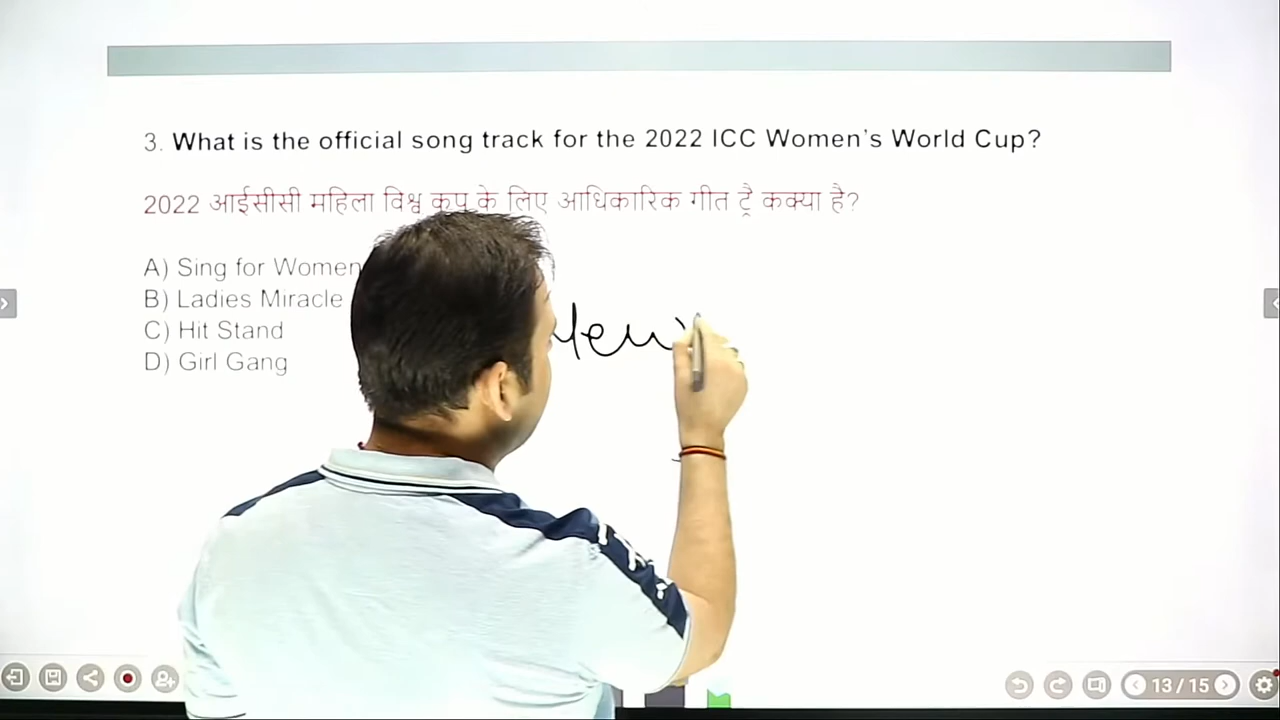 3. What is the official song track for the 2022 ICC Women's World Cup?
2022 आईसीसी महिला विश्व कप के लिए आधिकारिक गीत ट्रै कक्या है?
A) Sing for Women
B) Ladies Miracle
C) Hit Stand
D) Girl Gang
13/15